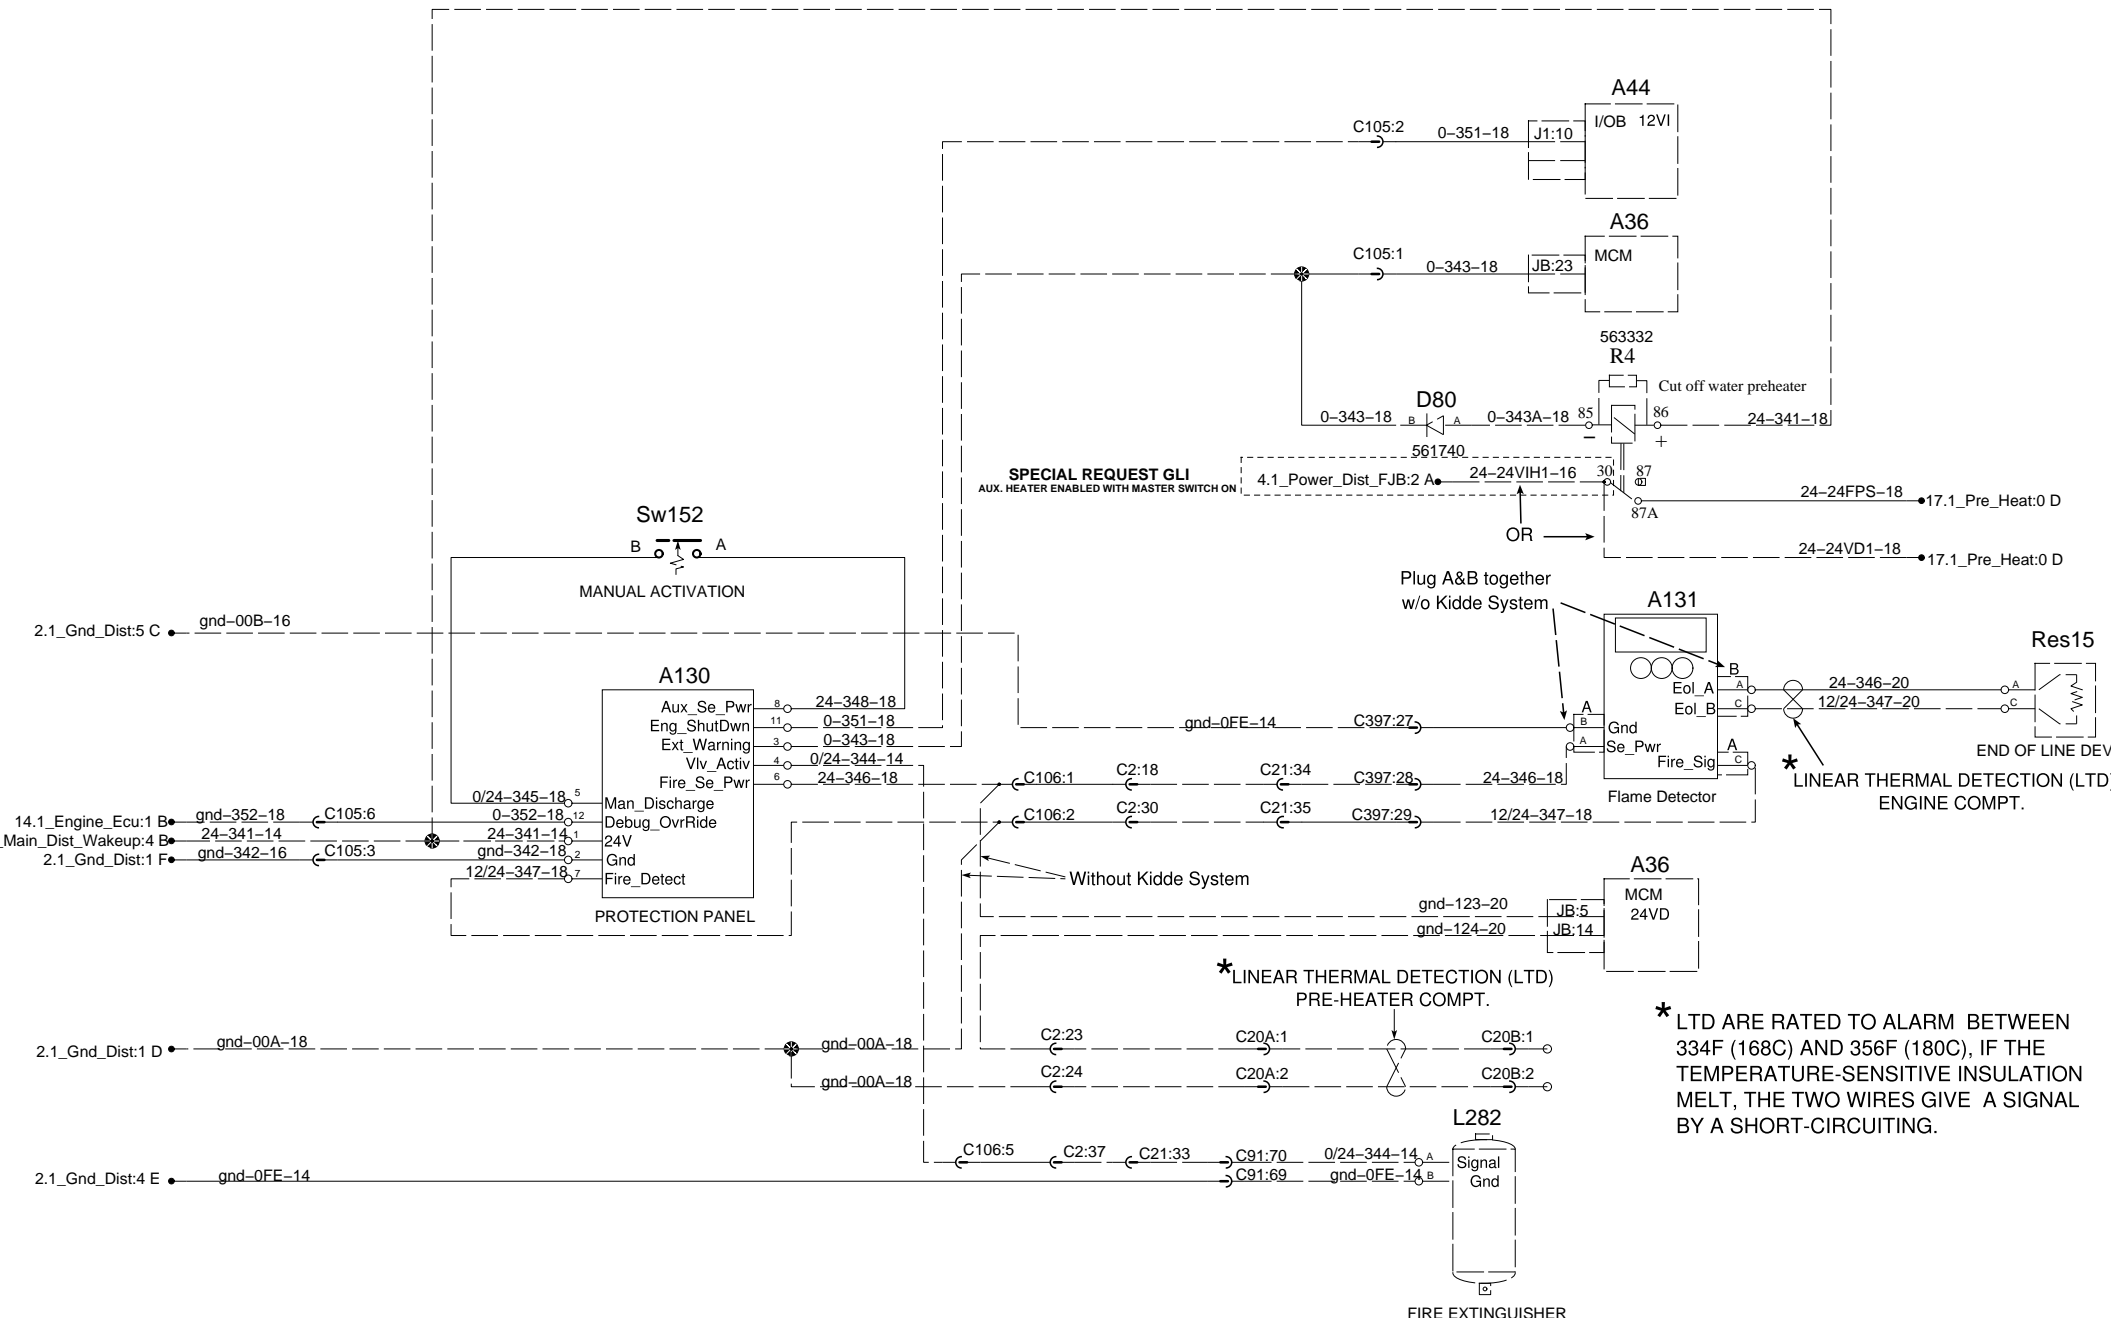 A44
I/OB 12VI
C105:2
0–351–18
J1:10
A36
C105:1
0–343–18
JB:23
MCM
563332
R4
Cut off water preheater
D80
0–343–18
B
A
0–343A–18
85
86
24–341–18
–
+
561740
SPECIAL REQUEST GLI
AUX. HEATER ENABLED WITH MASTER SWITCH ON
4.1_Power_Dist_FJB:2 A
24–24VIH1–16
30
87
87A
24–24FPS–18
17.1_Pre_Heat:0 D
OR
24–24VD1–18
17.1_Pre_Heat:0 D
Sw152
B
A
MANUAL ACTIVATION
Plug A&B together
w/o Kidde System
A131
2.1_Gnd_Dist:5 C
gnd–00B–16
Res15
A130
B
Eol_A
A
24–346–20
A
Eol_B
C
12/24–347–20
C
Aux_Se_Pwr
8
24–348–18
Eng_ShutDwn
11
0–351–18
gnd–0FE–14
C397:27
A
B
Gnd
Ext_Warning
3
0–343–18
A
Se_Pwr
A
END OF LINE DEV
Vlv_Activ
4
0/24–344–14
Fire_Sig
C
Fire_Se_Pwr
6
24–346–18
C106:1
C2:18
C21:34
C397:28
24–346–18
*
LINEAR THERMAL DETECTION (LTD)
ENGINE COMPT.
Flame Detector
0/24–345–18
5
Man_Discharge
14.1_Engine_Ecu:1 B
gnd–352–18
C105:6
0–352–18
12
Debug_OvrRide
C106:2
C2:30
C21:35
C397:29
12/24–347–18
_Main_Dist_Wakeup:4 B
24–341–14
24–341–14
1
24V
2.1_Gnd_Dist:1 F
gnd–342–16
C105:3
gnd–342–18
2
Gnd
12/24–347–18
7
Fire_Detect
Without Kidde System
A36
PROTECTION PANEL
MCM
24VD
gnd–123–20
JB:5
gnd–124–20
JB:14
*
LINEAR THERMAL DETECTION (LTD)
PRE-HEATER COMPT.
*
LTD ARE RATED TO ALARM BETWEEN
334F (168C) AND 356F (180C), IF THE
TEMPERATURE-SENSITIVE INSULATION
MELT, THE TWO WIRES GIVE A SIGNAL
BY A SHORT-CIRCUITING.
2.1_Gnd_Dist:1 D
gnd–00A–18
gnd–00A–18
C2:23
C20A:1
C20B:1
gnd–00A–18
C2:24
C20A:2
C20B:2
L282
C106:5
C2:37
C21:33
C91:70
0/24–344–14
A
Signal
2.1_Gnd_Dist:4 E
gnd–0FE–14
C91:69
gnd–0FE–14
B
Gnd
FIRE EXTINGUISHER